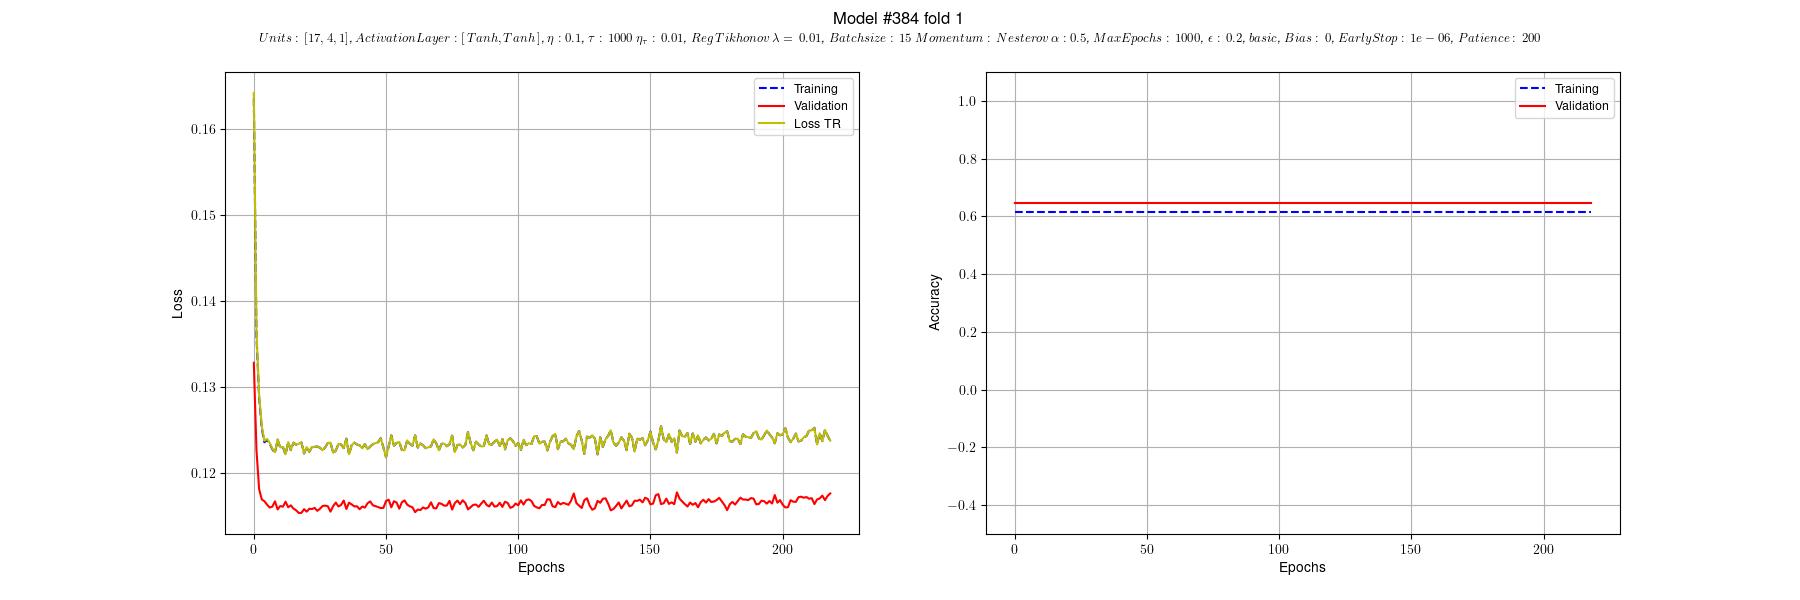 Model #384 fold 1
Units : [17, 4, 1], ActivationLayer : [Tanh, Tanh], η : 0.1, τ : 1000 η_τ : 0.01, RegTikhonov λ = 0.01, Batchsize : 15 Momentum : Nesterov α : 0.5, MaxEpochs : 1000, ϵ : 0.2, basic, Bias : 0, EarlyStop : 1e − 06, Patience : 200
Training
Validation
Loss TR
0.16
0.15
0.14
0.13
0.12
Loss
0 50 100 150 200
Epochs
Training
Validation
1.0
0.8
0.6
0.4
0.2
0.0
−0.2
−0.4
Accuracy
0 50 100 150 200
Epochs